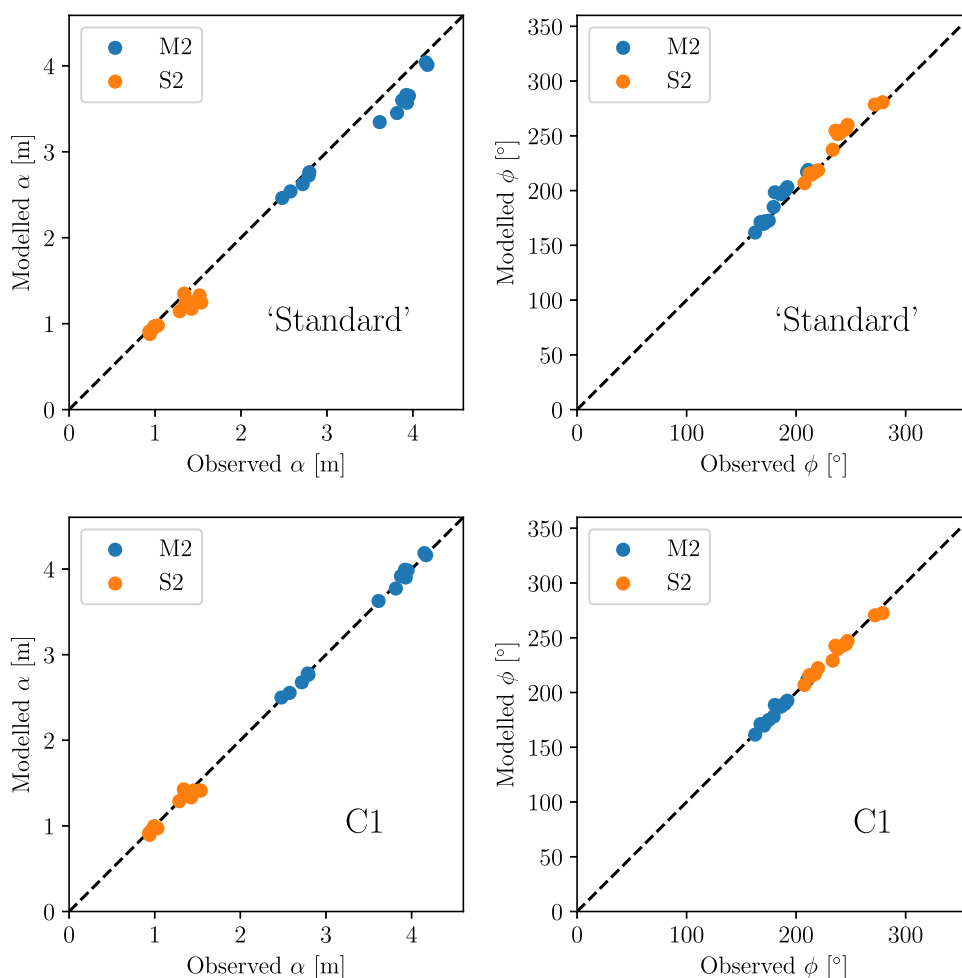 M2
S2
4
3
2
1
0
Modelled α [m]
‘Standard’
0 1 2 3 4
Observed α [m]
M2
S2
350
300
250
200
150
100
50
0
Modelled ϕ [°]
‘Standard’
0 100 200 300
Observed ϕ [°]
M2
S2
4
3
2
1
0
Modelled α [m]
C1
0 1 2 3 4
Observed α [m]
M2
S2
350
300
250
200
150
100
50
0
Modelled ϕ [°]
C1
0 100 200 300
Observed ϕ [°]